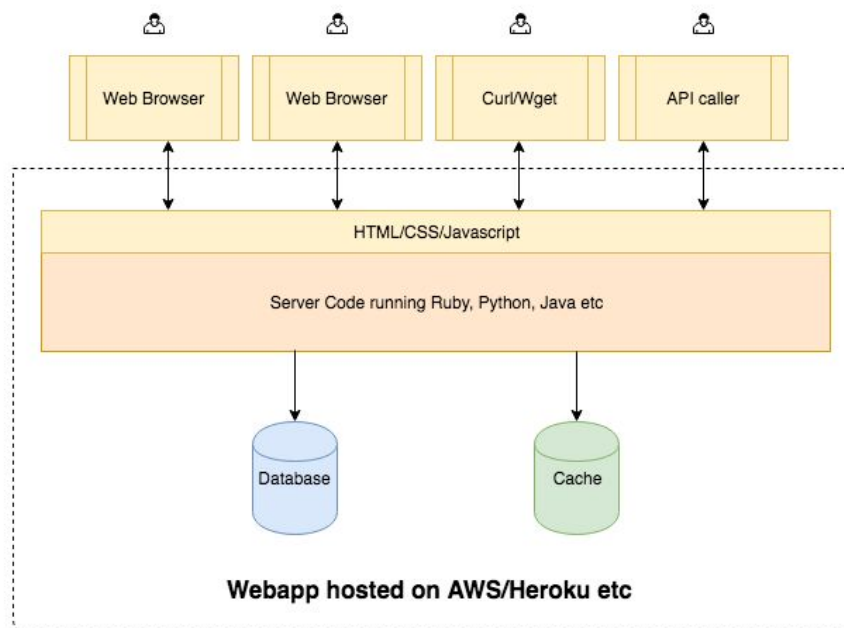 Web Browser
Web Browser
Curl/Wget
API caller
HTML/CSS/Javascript
Server Code running Ruby, Python, Java etc
Database
Cache
Webapp hosted on AWS/Heroku etc